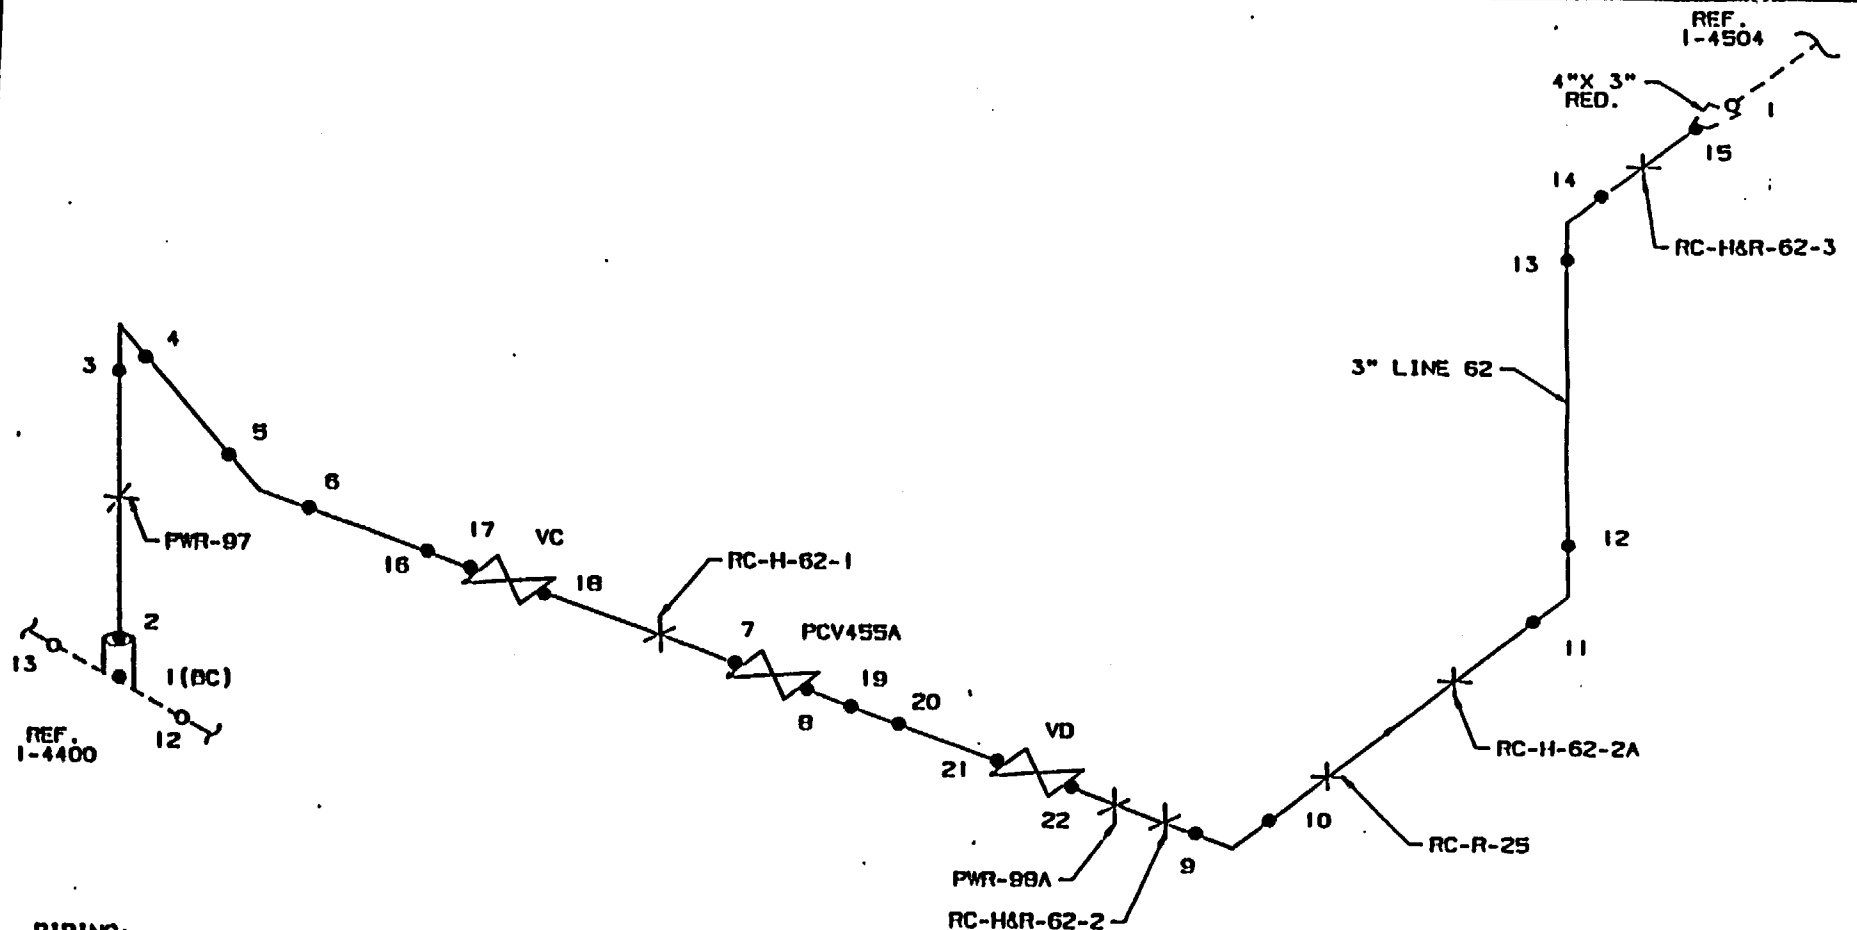 REF.
1-4504
4"X 3"
RED.
1
15
14
RC-H&R-62-3
13
3" LINE 62
4
3
5
6
PWR-97
17
VC
16
18
RC-H-62-1
12
2
7
PCV455A
13
1(BC)
19
8
20
11
REF.
1-4400
12
VD
21
RC-H-62-2A
22
10
RC-R-25
9
PWR-99A
RC-H&R-62-2